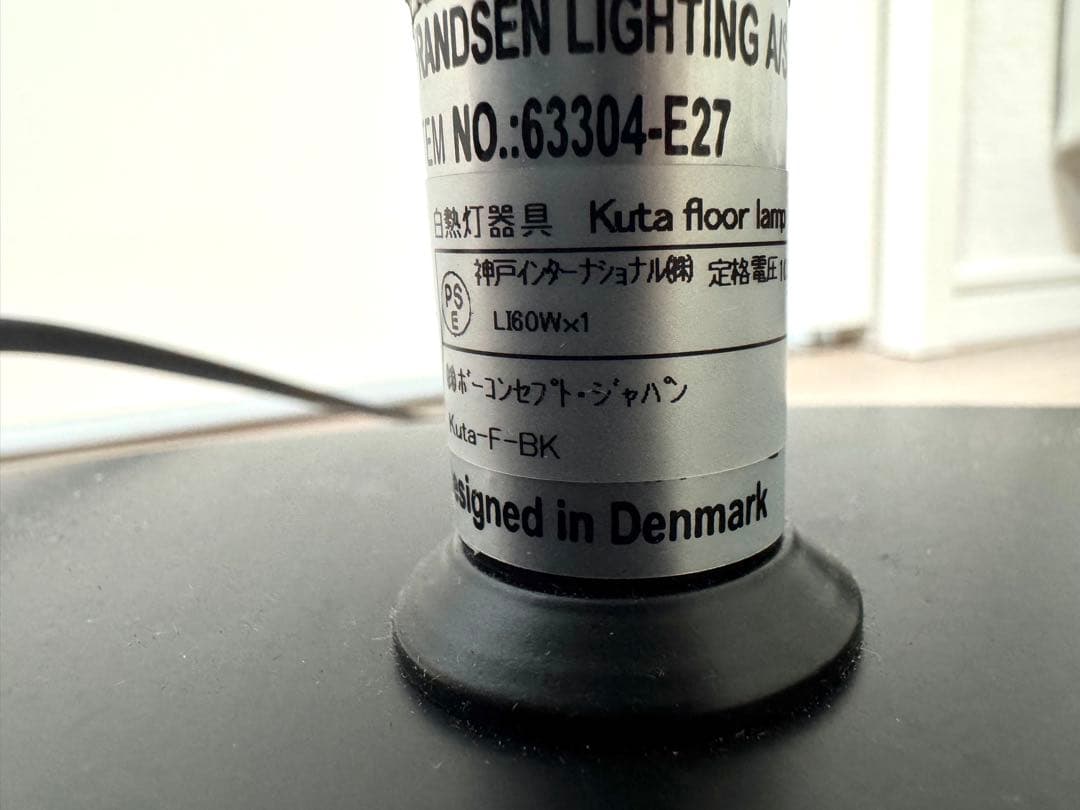 RANDSEN LIGHTING A/S
EM NO.:63304-E27
白熱灯器具 Kuta floor lamp
PS
E
神戸インターナショナル(株) 定格電圧
LI60W×1
㈱ボーコンセプト・ジャパン
Kuta-F-BK
esigned in Denmark